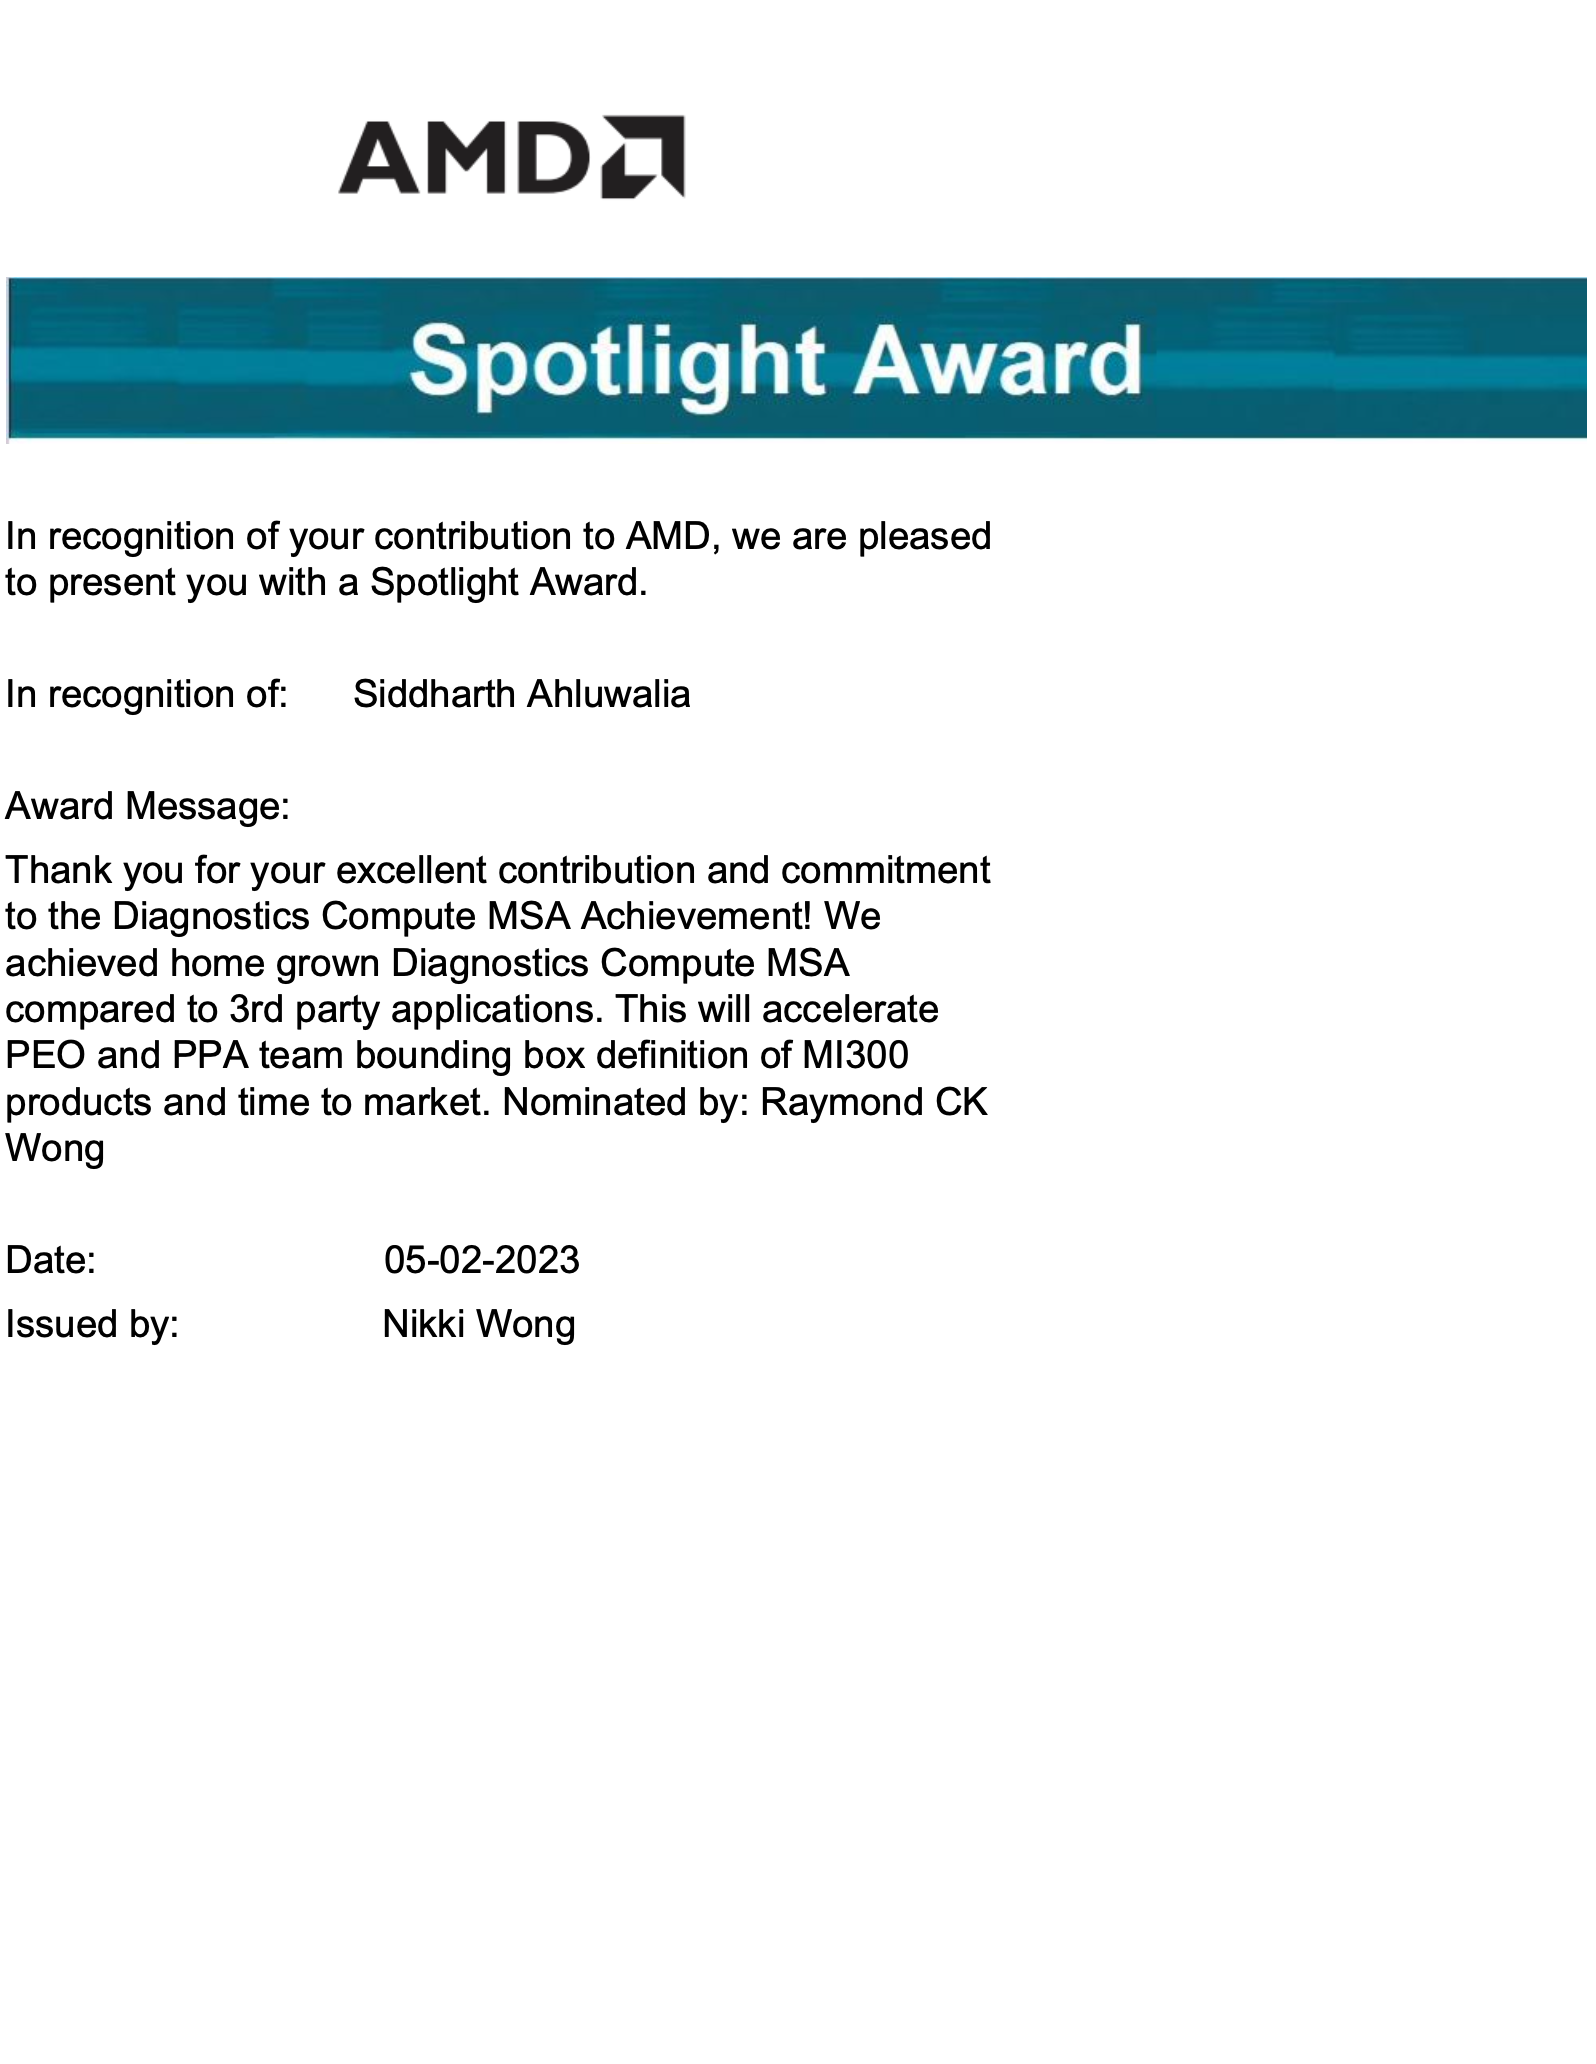 AMD
Spotlight Award
In recognition of your contribution to AMD, we are pleased
to present you with a Spotlight Award.
In recognition of: Siddharth Ahluwalia
Award Message:
Thank you for your excellent contribution and commitment
to the Diagnostics Compute MSA Achievement! We
achieved home grown Diagnostics Compute MSA
compared to 3rd party applications. This will accelerate
PEO and PPA team bounding box definition of MI300
products and time to market. Nominated by: Raymond CK
Wong
Date: 05-02-2023
Issued by: Nikki Wong